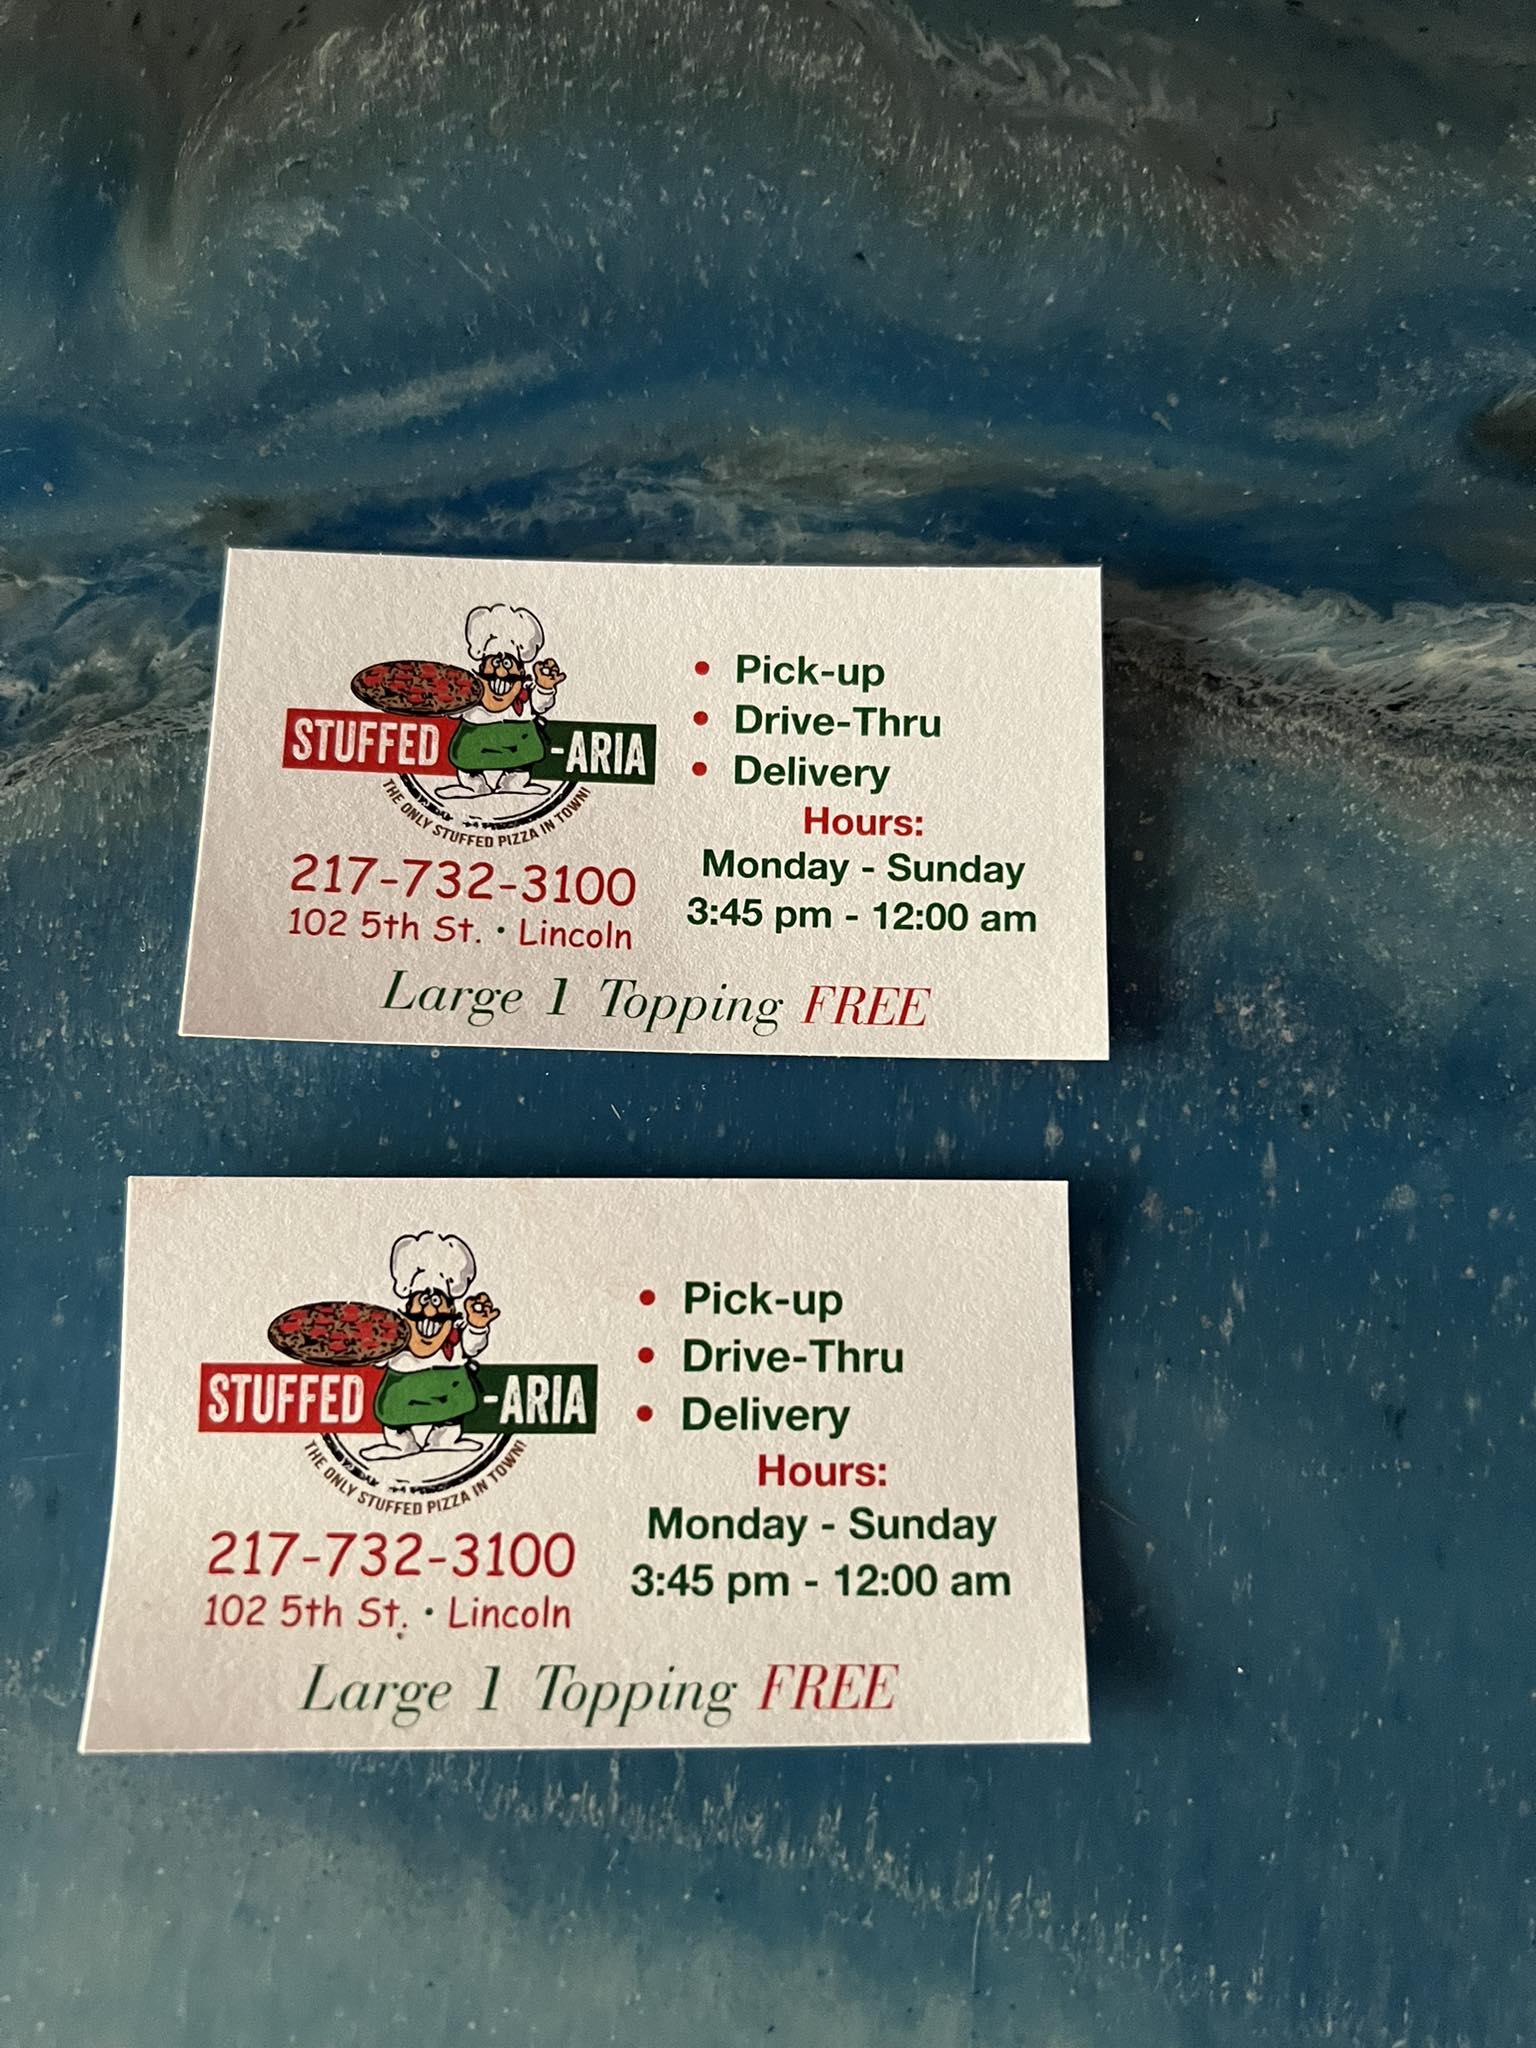 STUFFED -ARIA
THE ONLY STUFFED PIZZA IN TOWN!
217-732-3100
102 5th St. • Lincoln
• Pick-up
• Drive-Thru
• Delivery
Hours:
Monday - Sunday
3:45 pm - 12:00 am
Large 1 Topping FREE
STUFFED -ARIA
THE ONLY STUFFED PIZZA IN TOWN!
217-732-3100
102 5th St. • Lincoln
• Pick-up
• Drive-Thru
• Delivery
Hours:
Monday - Sunday
3:45 pm - 12:00 am
Large 1 Topping FREE